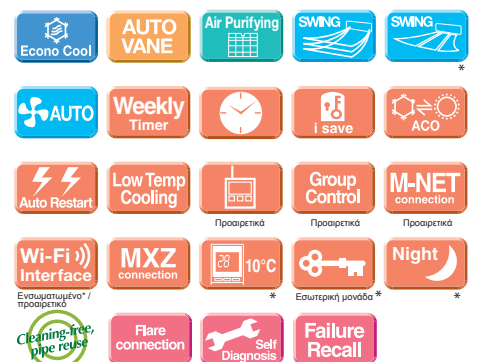 Econo Cool
AUTO
VANE
Air Purifying
SWING
SWING
*
AUTO
Weekly
Timer
i save
ACO
Auto Restart
Low Temp
Cooling
Προαιρετικά
Group
Control
Προαιρετικά
M-NET
connection
Προαιρετικά
Wi-Fi
Interface
Ενσωματωμένο* /
προαιρετικό
MXZ
connection
28
10°C
*
Εσωτερική μονάδα *
Night
*
Cleaning-free,
pipe reuse
Flare
connection
Self
Diagnosis
Failure
Recall